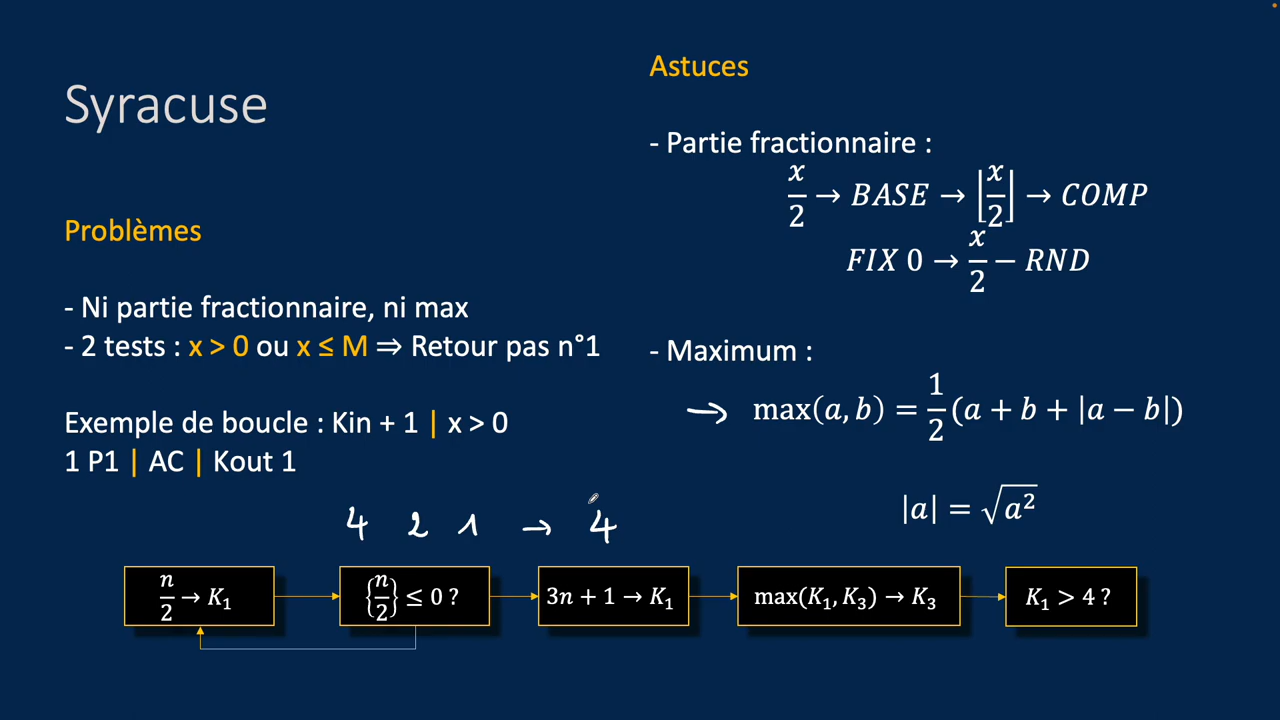 Syracuse
Problèmes
- Ni partie fractionnaire, ni max
- 2 tests : x > 0 ou x ≤ M ⇒ Retour pas n°1
Exemple de boucle : Kin + 1 | x > 0
1 P1 | AC | Kout 1
Astuces
- Partie fractionnaire :
x/2 → BASE → ⌊x/2⌋ → COMP
FIX 0 → x/2 − RND
- Maximum :
→ max(a, b) = 1/2 (a + b + |a − b|)
|a| = √a²
4 2 1 → 4
n/2 → K₁
{n/2} ≤ 0 ?
3n + 1 → K₁
max(K₁, K₃) → K₃
K₁ > 4 ?